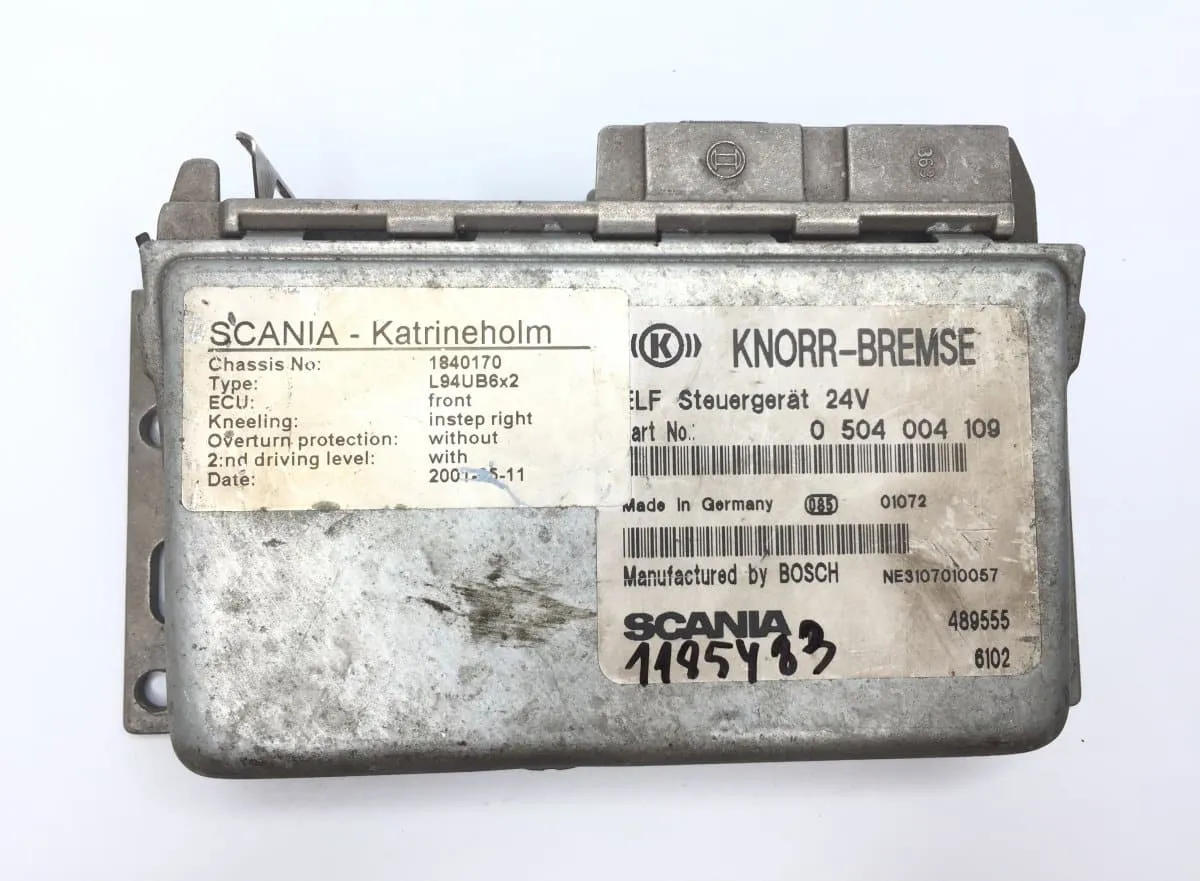 363
SCANIA - Katrineholm
Chassis No: 1840170
Type: L94UB6x2
ECU: front
Kneeling: instep right
Overturn protection: without
2:nd driving level: with
Date:
K KNORR-BREMSE
ELF Steuergerät 24V
art No.: 0 504 004 109
Made in Germany 085 01072
Manufactured by BOSCH NE3107010057
SCANIA 489555
1185483 6102